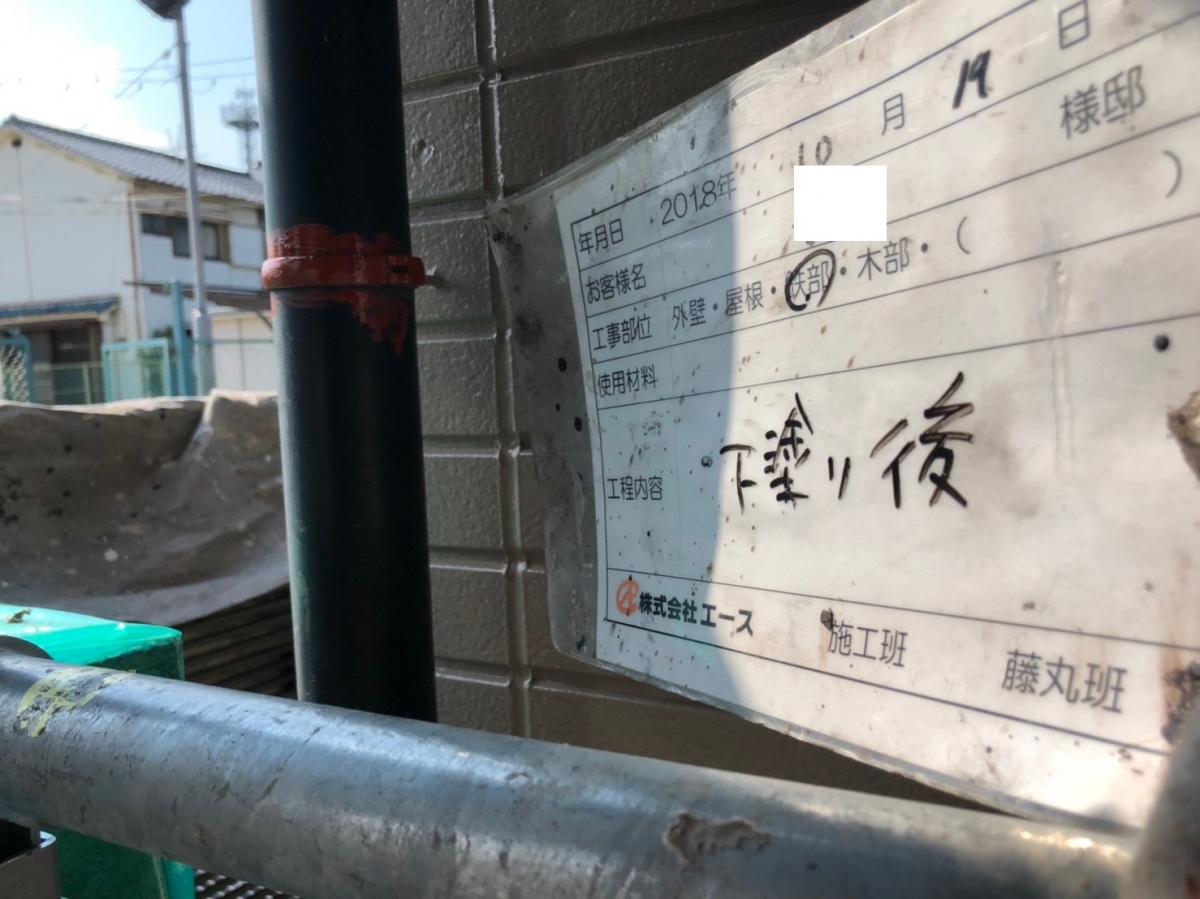 年月日 2018年 10 月 19 日
お客様名 様邸
工事部位 外壁・屋根・鉄部・木部・( )
使用材料
工程内容 下塗り後
株式会社エース 施工班 藤丸班